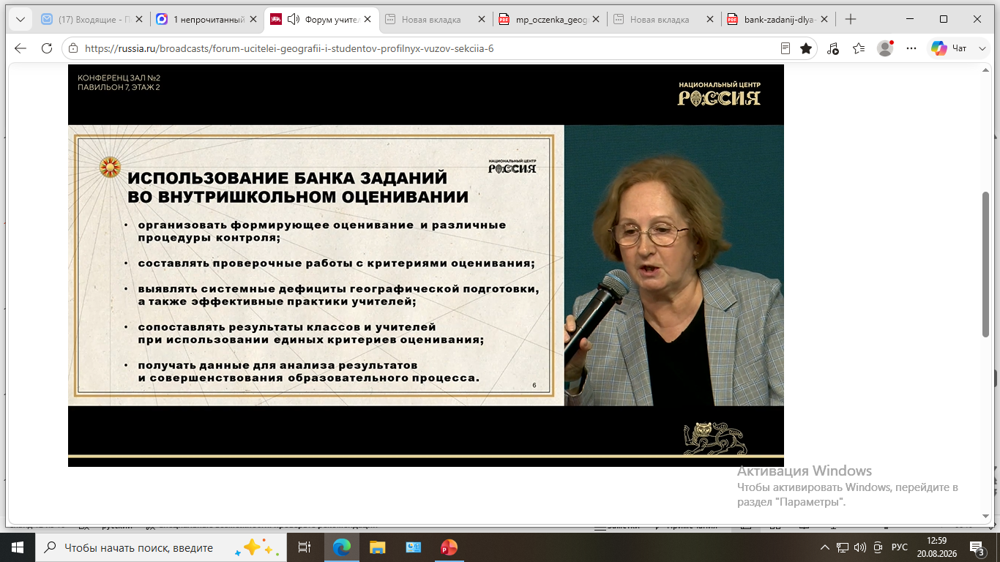 (17) Входящие - П
1 непрочитанный
Форум учител
Новая вкладка
mp_oczenka_geog
Новая вкладка
bank-zadanij-dlya-
https://russia.ru/broadcasts/forum-ucitelei-geografii-i-studentov-profilnyx-vuzov-sekciia-6
Чат
КОНФЕРЕНЦ ЗАЛ №2
ПАВИЛЬОН 7, ЭТАЖ 2
НАЦИОНАЛЬНЫЙ ЦЕНТР
РОССИЯ
НАЦИОНАЛЬНЫЙ ЦЕНТР
РОССИЯ
ИСПОЛЬЗОВАНИЕ БАНКА ЗАДАНИЙ
ВО ВНУТРИШКОЛЬНОМ ОЦЕНИВАНИИ
• организовать формирующее оценивание и различные
процедуры контроля;
• составлять проверочные работы с критериями оценивания;
• выявлять системные дефициты географической подготовки,
а также эффективные практики учителей;
• сопоставлять результаты классов и учителей
при использовании единых критериев оценивания;
• получать данные для анализа результатов
и совершенствования образовательного процесса.
6
Активация Windows
Чтобы активировать Windows, перейдите в
раздел "Параметры".
Чтобы начать поиск, введите
РУС
12:59
20.08.2026
3